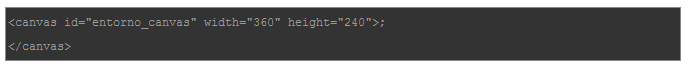 <canvas id="entorno_canvas" width="360" height="240">;
</canvas>